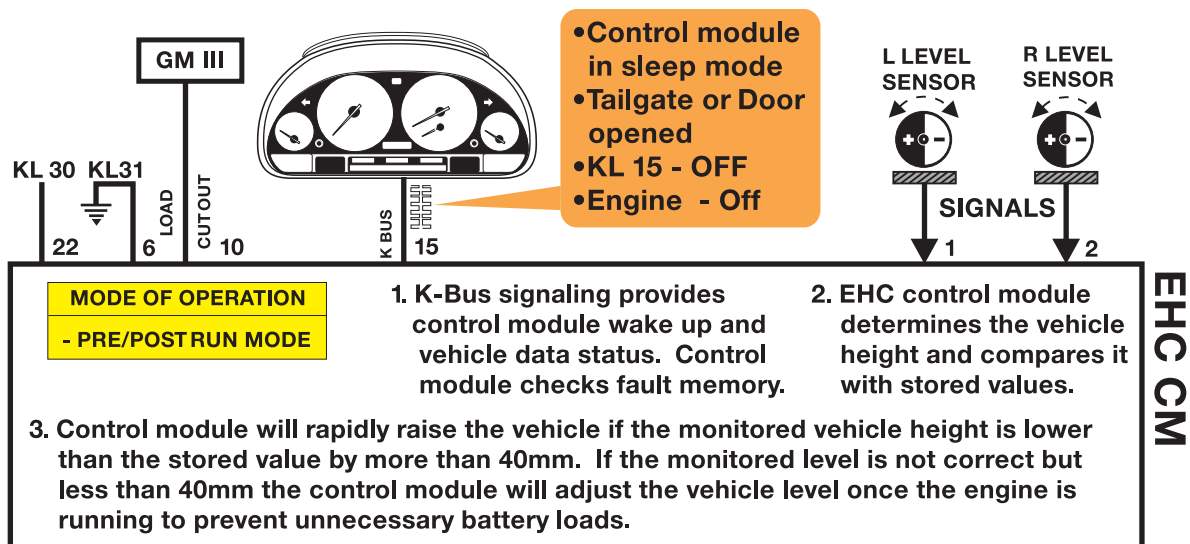 GM III
•Control module
in sleep mode
•Tailgate or Door
opened
•KL 15 - OFF
•Engine - Off
L LEVEL
SENSOR
R LEVEL
SENSOR
+ -
+ -
KL 30 KL31
LOAD
CUT OUT
K BUS
SIGNALS
22 6 10 15 1 2
MODE OF OPERATION
- PRE/POST RUN MODE
1. K-Bus signaling provides
control module wake up and
vehicle data status. Control
module checks fault memory.
2. EHC control module
determines the vehicle
height and compares it
with stored values.
3. Control module will rapidly raise the vehicle if the monitored vehicle height is lower
than the stored value by more than 40mm. If the monitored level is not correct but
less than 40mm the control module will adjust the vehicle level once the engine is
running to prevent unnecessary battery loads.
EHC CM